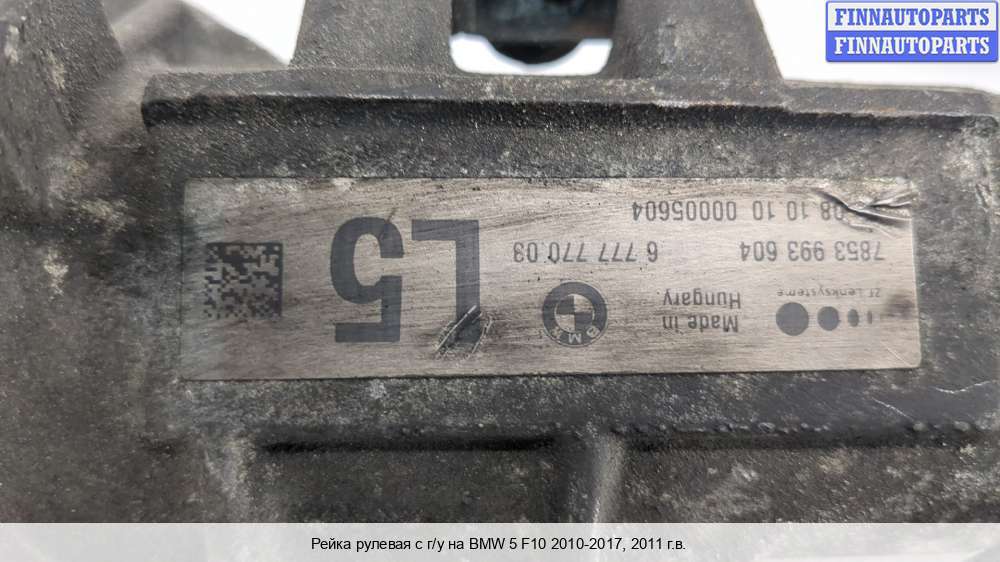 FINNAUTOPARTS
FINNAUTOPARTS
ZF Lenksysteme
Made in
Hungary
BMW
L5
7853 993 604
6 777 770.03
08 10.10 00005604
Рейка рулевая с г/у на BMW 5 F10 2010-2017, 2011 г.в.